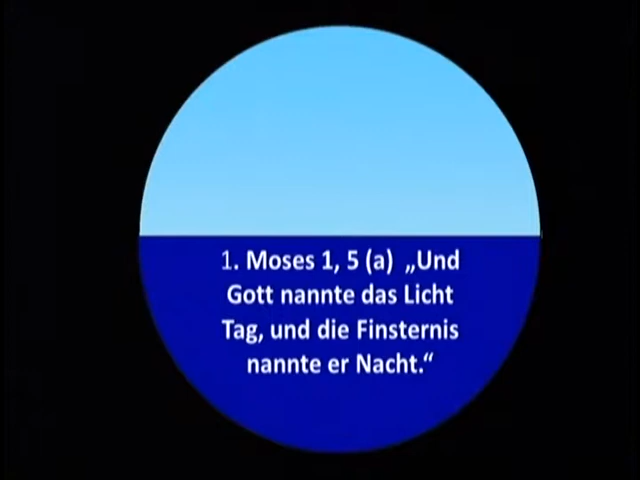 1. Moses 1, 5 (a) „Und
Gott nannte das Licht
Tag, und die Finsternis
nannte er Nacht.“